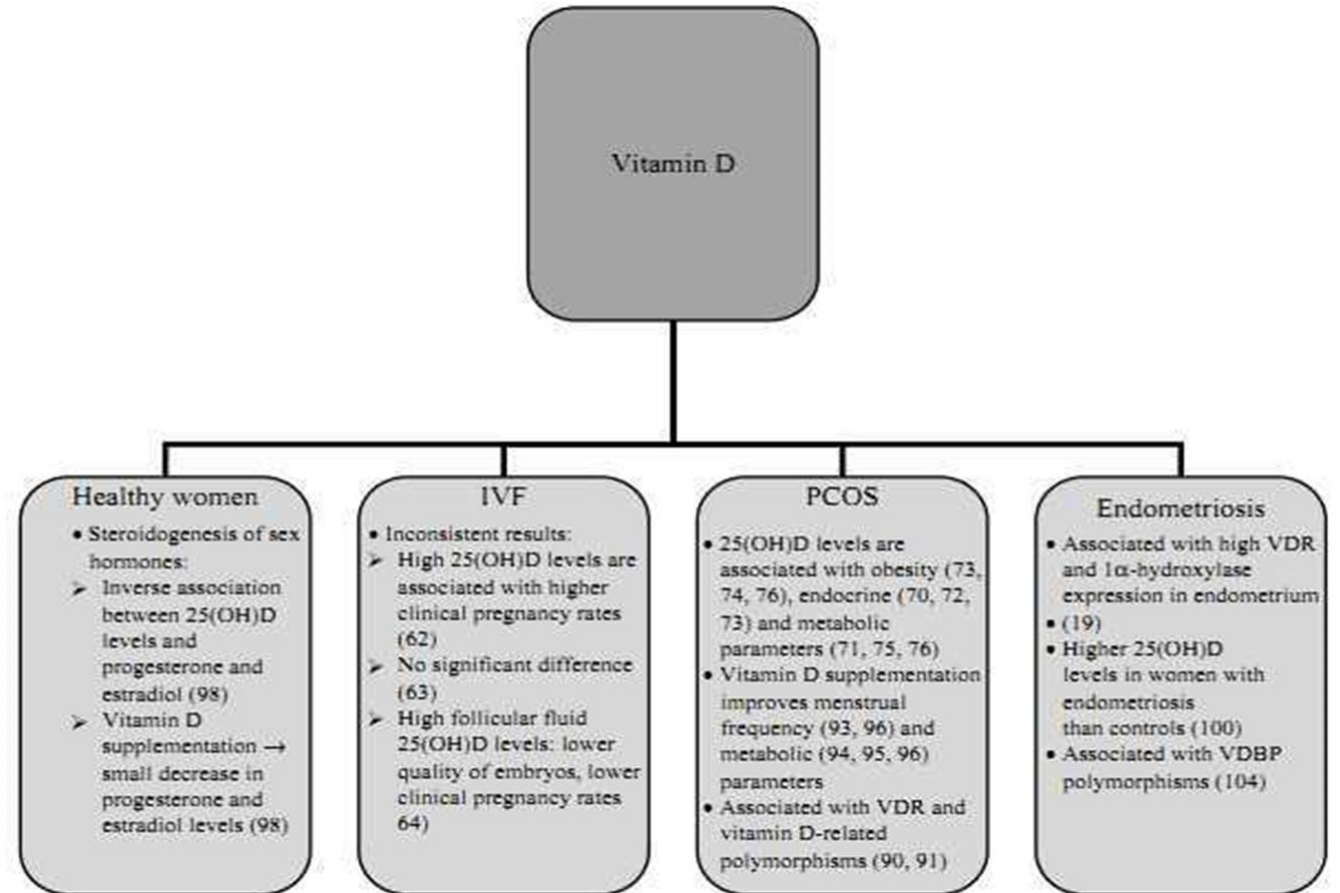 Vitamin D
Healthy women
• Steroidogenesis of sex
hormones:
➢ Inverse association
between 25(OH)D
levels and
progesterone and
estradiol (98)
➢ Vitamin D
supplementation →
small decrease in
progesterone and
estradiol levels (98)
IVF
• Inconsistent results:
➢ High 25(OH)D levels are
associated with higher
clinical pregnancy rates
(62)
➢ No significant difference
(63)
➢ High follicular fluid
25(OH)D levels: lower
quality of embryos, lower
clinical pregnancy rates
64)
PCOS
• 25(OH)D levels are
associated with obesity (73,
74, 76), endocrine (70, 72,
73) and metabolic
parameters (71, 75, 76)
• Vitamin D supplementation
improves menstrual
frequency (93, 96) and
metabolic (94, 95, 96)
parameters
• Associated with VDR and
vitamin D-related
polymorphisms (90, 91)
Endometriosis
• Associated with high VDR
and 1α-hydroxylase
expression in endometrium
• (19)
• Higher 25(OH)D
levels in women with
endometriosis
than controls (100)
• Associated with VDBP
polymorphisms (104)